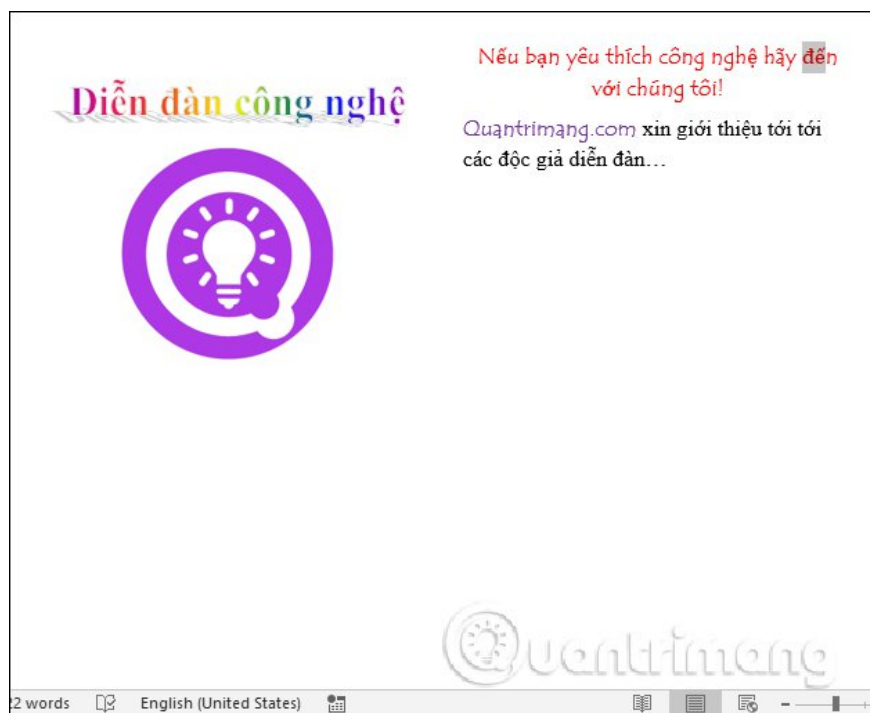 Diễn đàn công nghệ
Nếu bạn yêu thích công nghệ hãy đến
với chúng tôi!
Quantrimang.com xin giới thiệu tới tới
các độc giả diễn đàn…
Quantrimang
2 words English (United States)